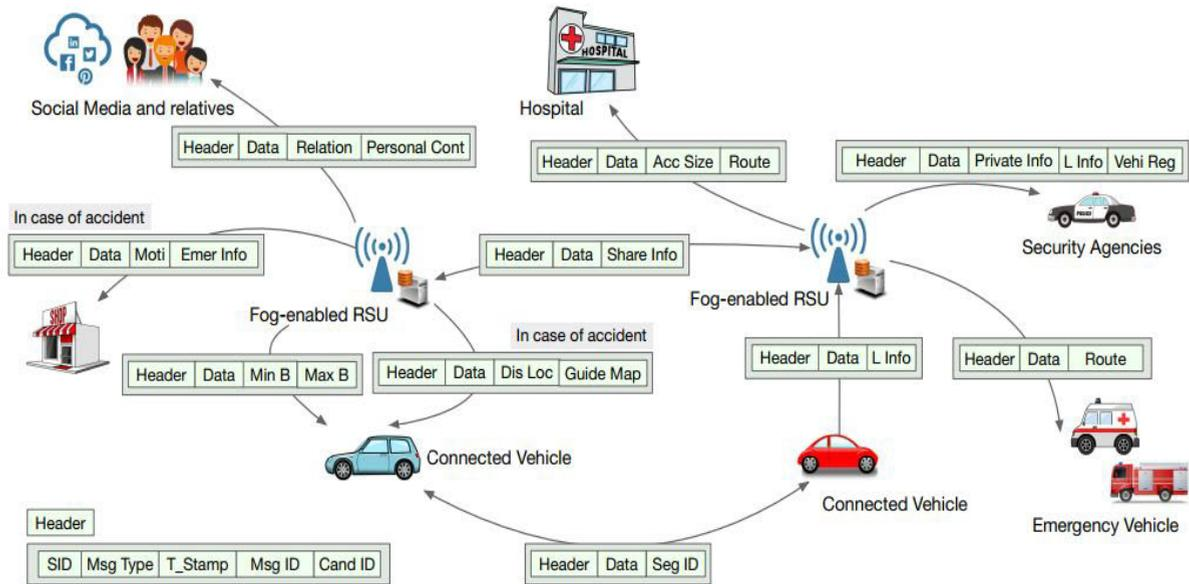 HOSPITAL
Social Media and relatives
Hospital
Header Data Relation Personal Cont
Header Data Acc Size Route
Header Data Private Info L Info Vehi Reg
POLICE
Security Agencies
In case of accident
Header Data Moti Emer Info
Header Data Share Info
SHOP
Fog-enabled RSU
Fog-enabled RSU
In case of accident
Header Data Min B Max B
Header Data Dis Loc Guide Map
Header Data L Info
Header Data Route
Connected Vehicle
Connected Vehicle
Emergency Vehicle
Header
SID Msg Type T_Stamp Msg ID Cand ID
Header Data Seg ID